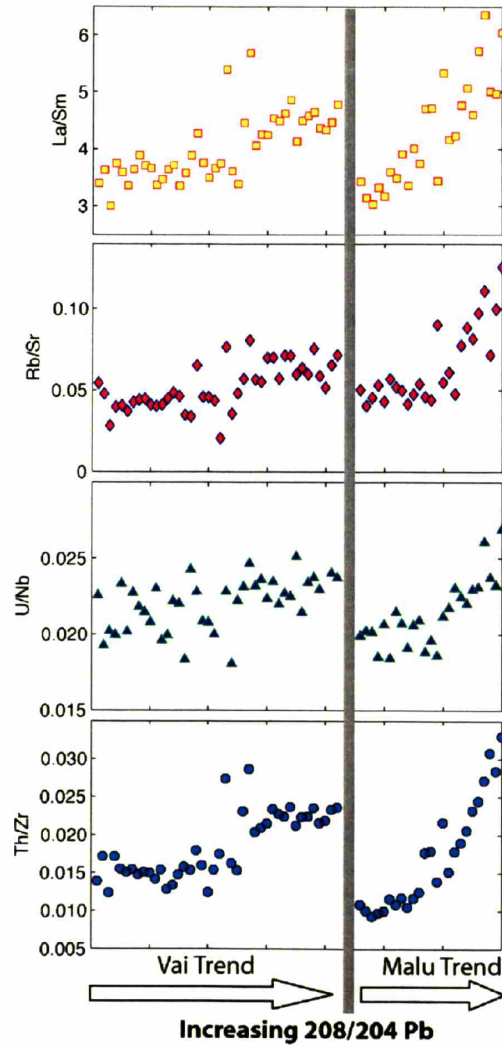 La/Sm
6
5
4
3
Rb/Sr
0.10
0.05
0
U/Nb
0.025
0.020
0.015
Th/Zr
0.030
0.025
0.020
0.015
0.010
0.005
Vai Trend
Malu Trend
Increasing 208/204 Pb